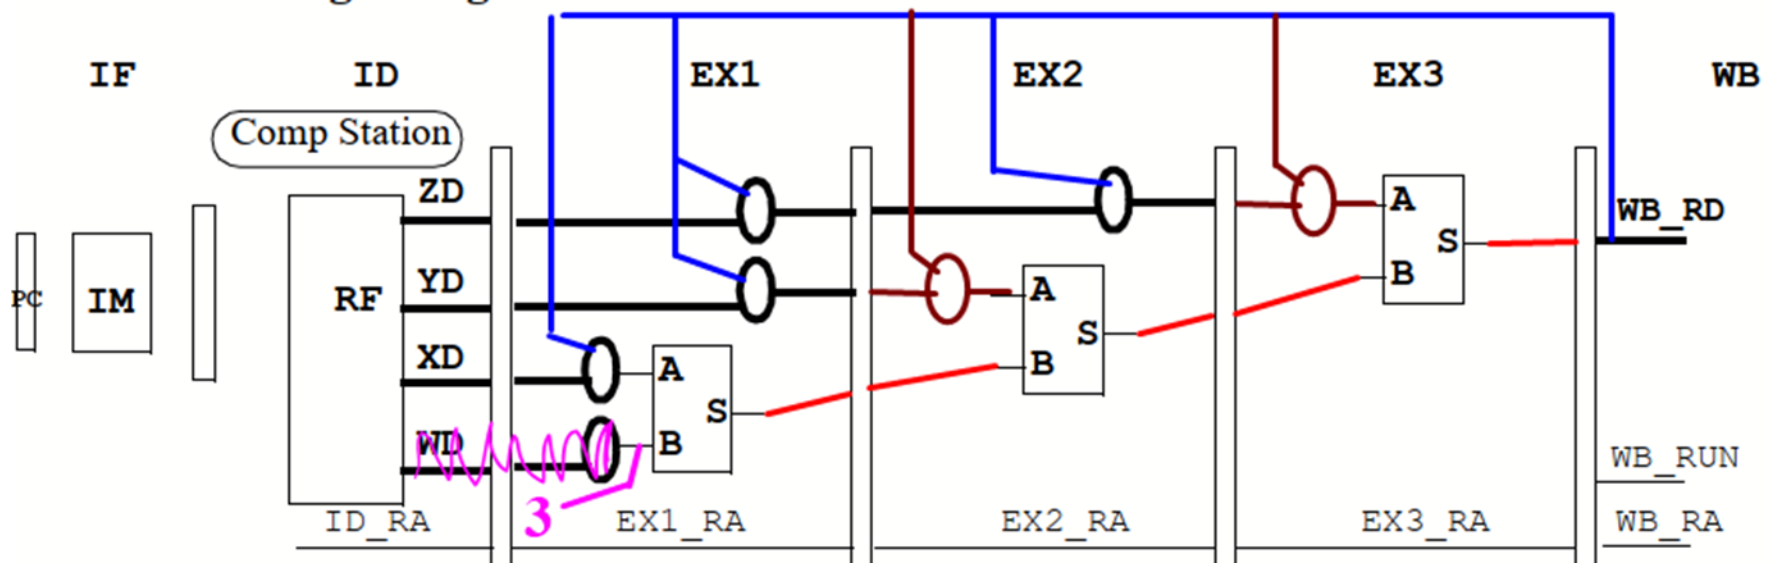 IF ID EX1 EX2 EX3 WB
Comp Station
ZD
YD
XD
WD
PC
IM
RF
A
B
S
3
A
B
S
A
B
S
WB_RD
WB_RUN
ID_RA EX1_RA EX2_RA EX3_RA WB_RA